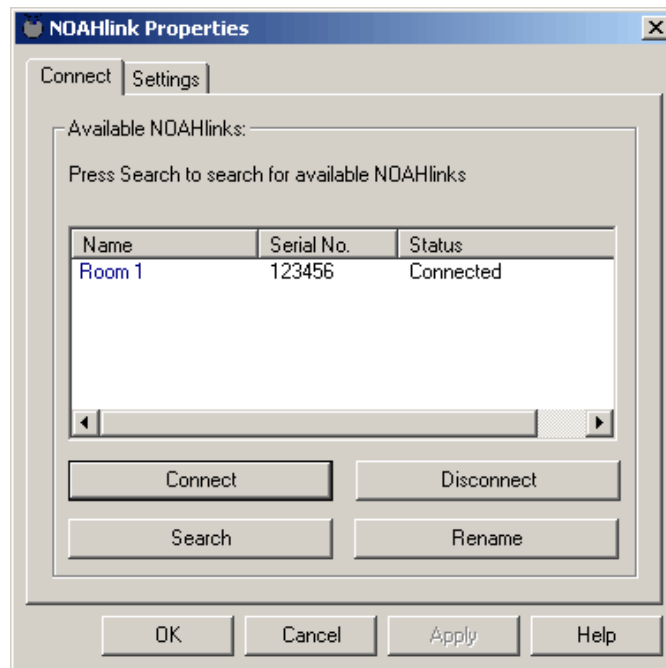 NOAHlink Properties
Connect Settings
Available NOAHlinks:
Press Search to search for available NOAHlinks
Name Serial No. Status
Room 1 123456 Connected
Connect Disconnect
Search Rename
OK Cancel Apply Help